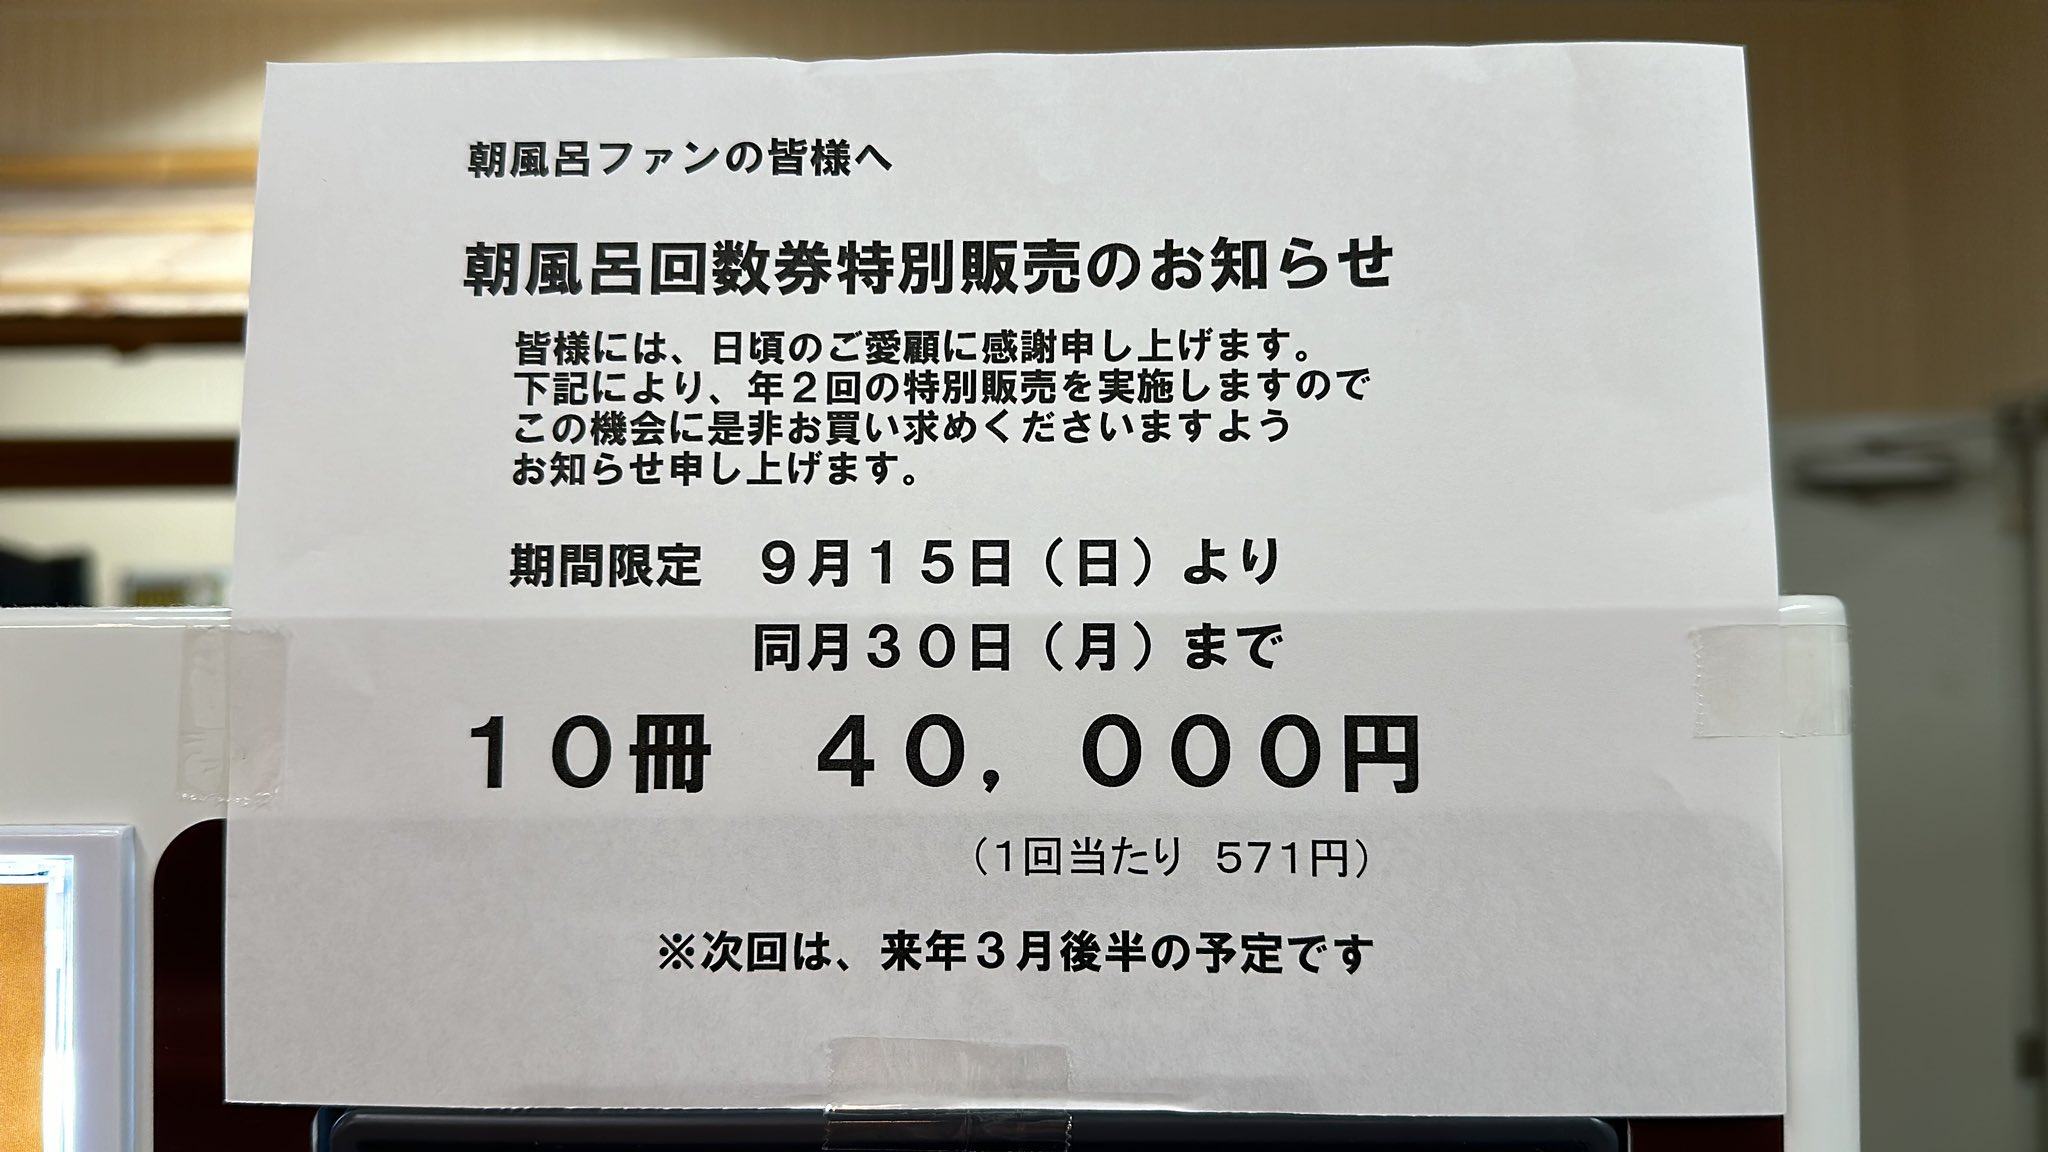 朝風呂ファンの皆様へ
朝風呂回数券特別販売のお知らせ
皆様には、日頃のご愛顧に感謝申し上げます。
下記により、年２回の特別販売を実施しますので
この機会に是非お買い求めくださいますよう
お知らせ申し上げます。
期間限定　９月１５日（日）より
同月３０日（月）まで
１０冊　４０，０００円
（1回当たり　571円）
※次回は、来年３月後半の予定です